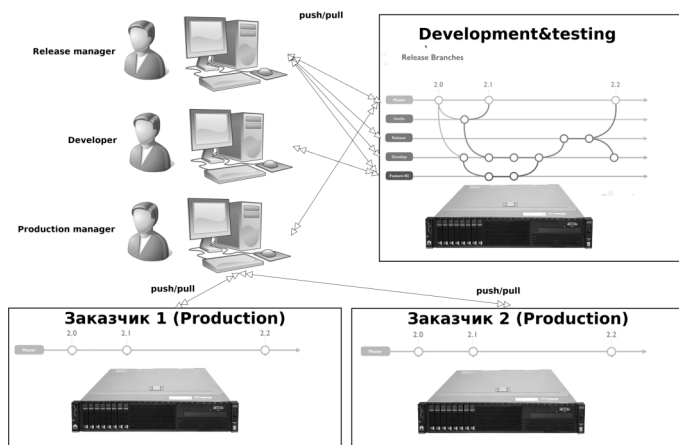 push/pull
Release manager
Developer
Production manager
Development&testing
Release Branches
2.0 2.1 2.2
Master
Hotfix
Release
Develop
Feature #2
push/pull
push/pull
Заказчик 1 (Production)
2.0 2.1 2.2
Master
Заказчик 2 (Production)
2.0 2.1 2.2
Master